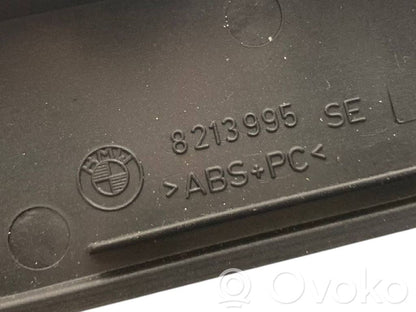 BMW
8213995 SE
>ABS+PC<
Ovoko